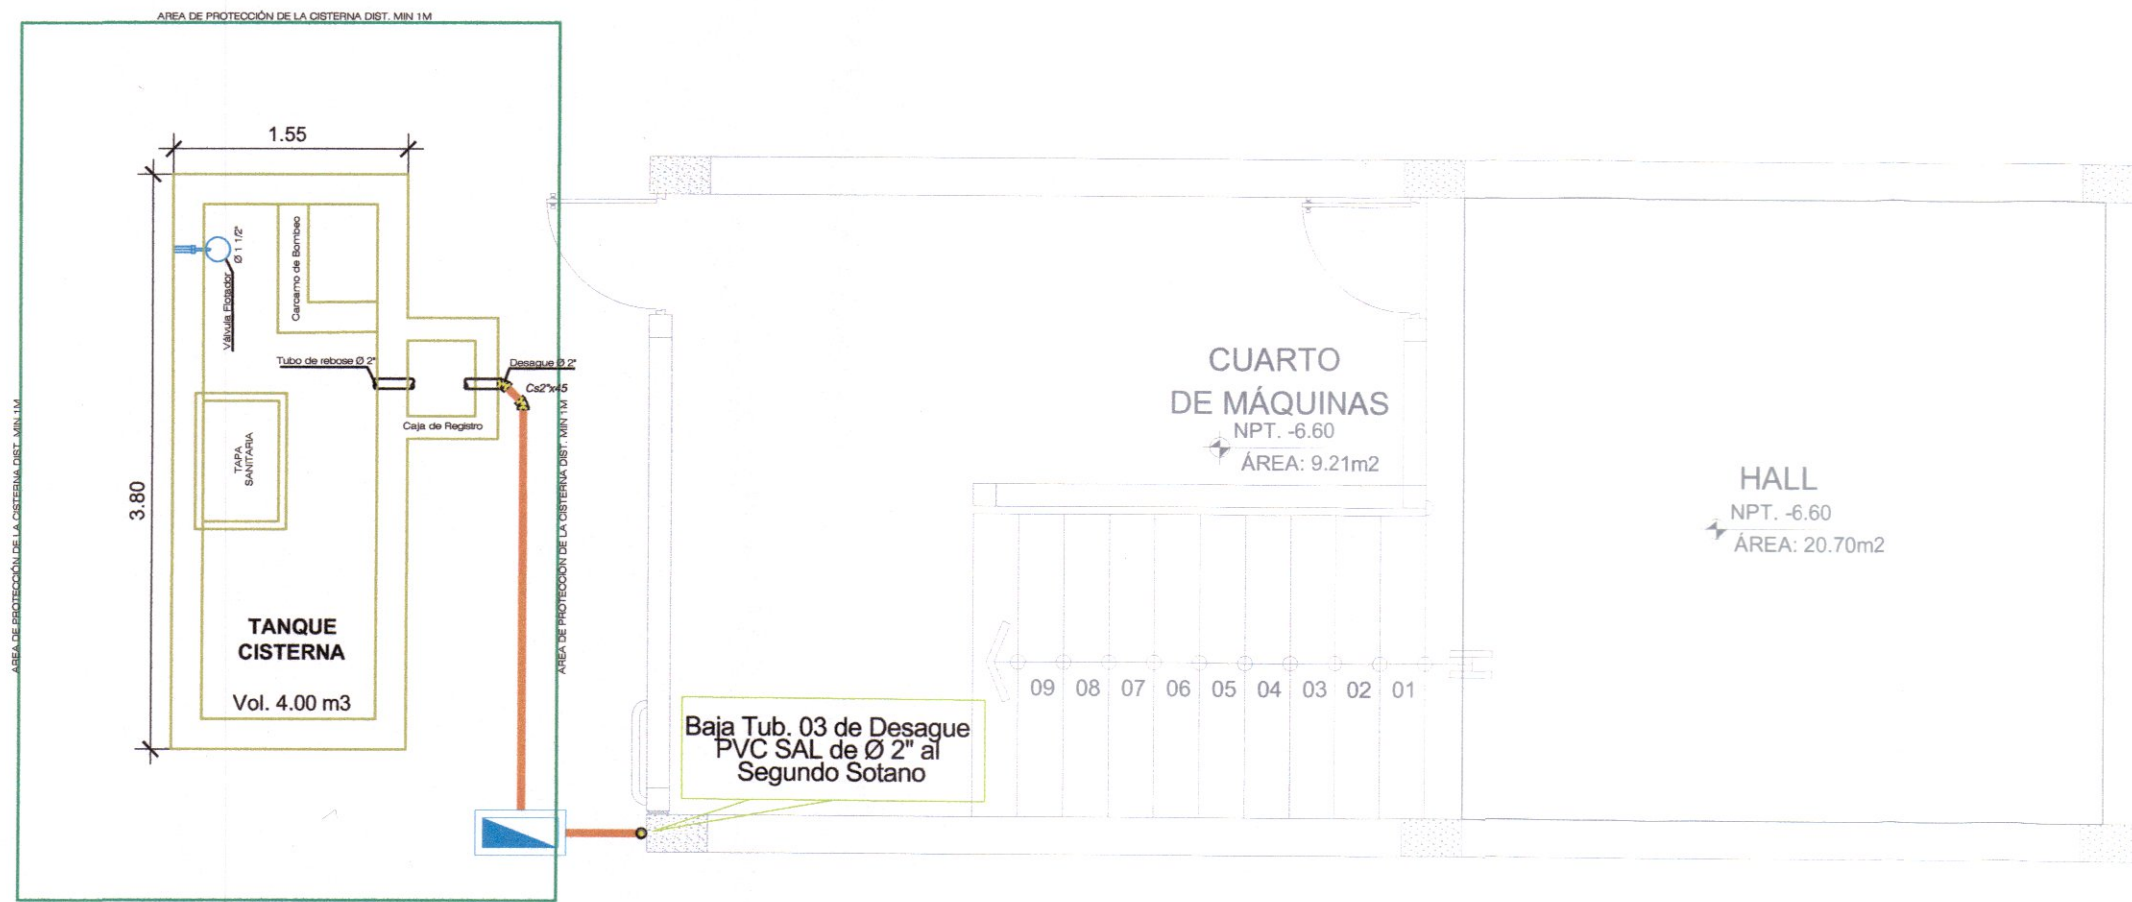 AREA DE PROTECCIÓN DE LA CISTERNA DIST. MIN 1M
1.55
3.80
AREA DE PROTECCIÓN DE LA CISTERNA DIST. MIN 1M
AREA DE PROTECCIÓN DE LA CISTERNA DIST. MIN 1M
Ø 1 1/2"
Válvula Flotador
Carcamo de Bombeo
Tubo de rebose Ø 2"
Desague Ø 2"
Cs2"x45
Caja de Registro
TAPA
SANITARIA
TANQUE
CISTERNA
Vol. 4.00 m3
Baja Tub. 03 de Desague
PVC SAL de Ø 2" al
Segundo Sotano
CUARTO
DE MÁQUINAS
NPT. -6.60
ÁREA: 9.21m2
09 08 07 06 05 04 03 02 01
HALL
NPT. -6.60
ÁREA: 20.70m2